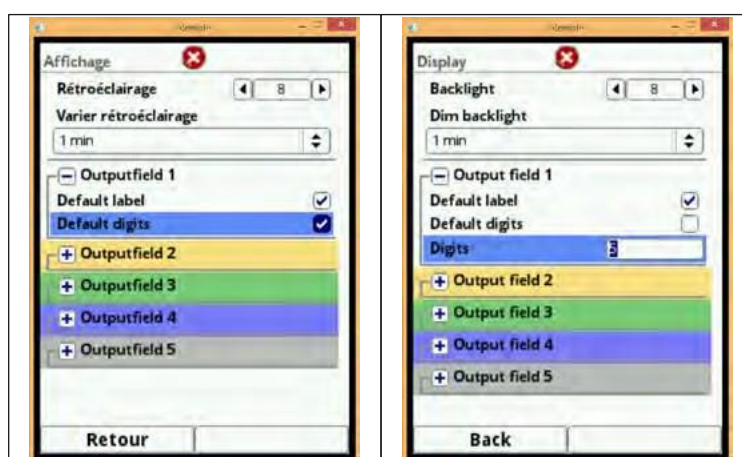 Affichage
Rétroéclairage 8
Varier rétroéclairage
1 min
Outputfield 1
Default label
Default digits
Outputfield 2
Outputfield 3
Outputfield 4
Outputfield 5
Retour
Display
Backlight 8
Dim backlight
1 min
Output field 1
Default label
Default digits
Digits 5
Output field 2
Output field 3
Output field 4
Output field 5
Back